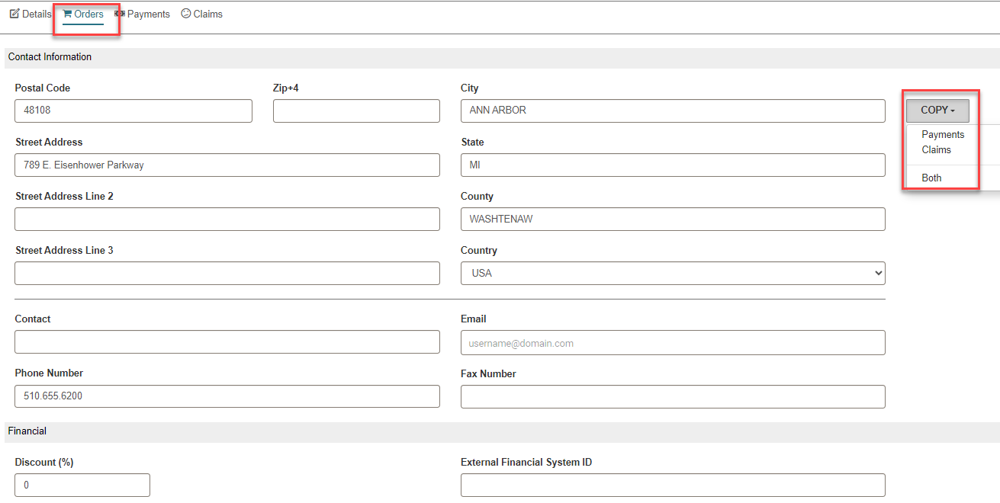 Details Orders Payments Claims
Contact Information
Postal Code Zip+4 City
48108 ANN ARBOR COPY
Payments
Street Address State
Claims
789 E. Eisenhower Parkway MI
Both
Street Address Line 2 County
WASHTENAW
Street Address Line 3 Country
USA
Contact Email
username@domain.com
Phone Number Fax Number
510.655.6200
Financial
Discount (%) External Financial System ID
0